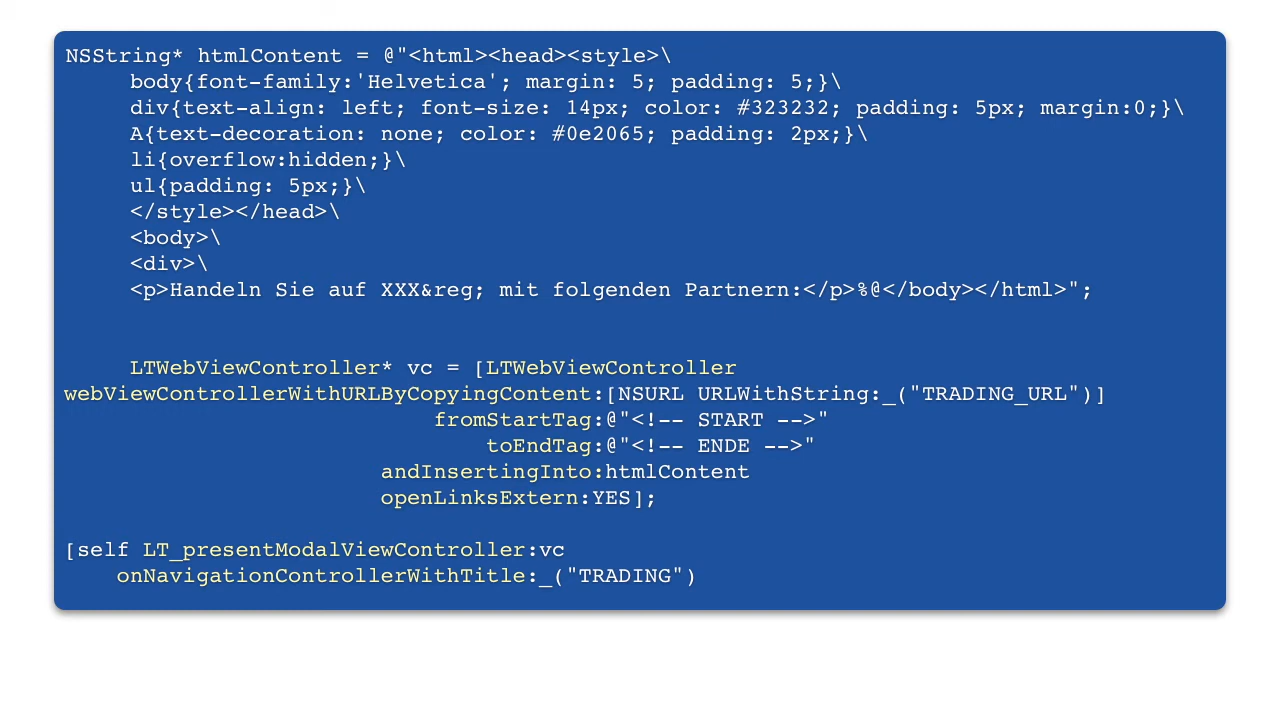 NSString* htmlContent = @"<html><head><style>\
body{font-family:'Helvetica'; margin: 5; padding: 5;}\
div{text-align: left; font-size: 14px; color: #323232; padding: 5px; margin:0;}\
A{text-decoration: none; color: #0e2065; padding: 2px;}\
li{overflow:hidden;}\
ul{padding: 5px;}\
</style></head>\
<body>\
<div>\
<p>Handeln Sie auf XXX&reg; mit folgenden Partnern:</p>%@</body></html>";
LTWebViewController* vc = [LTWebViewController
webViewControllerWithURLByCopyingContent:[NSURL URLWithString:_("TRADING_URL")]
fromStartTag:@"<!-- START -->"
toEndTag:@"<!-- ENDE -->"
andInsertingInto:htmlContent
openLinksExtern:YES];
[self LT_presentModalViewController:vc
onNavigationControllerWithTitle:_("TRADING")